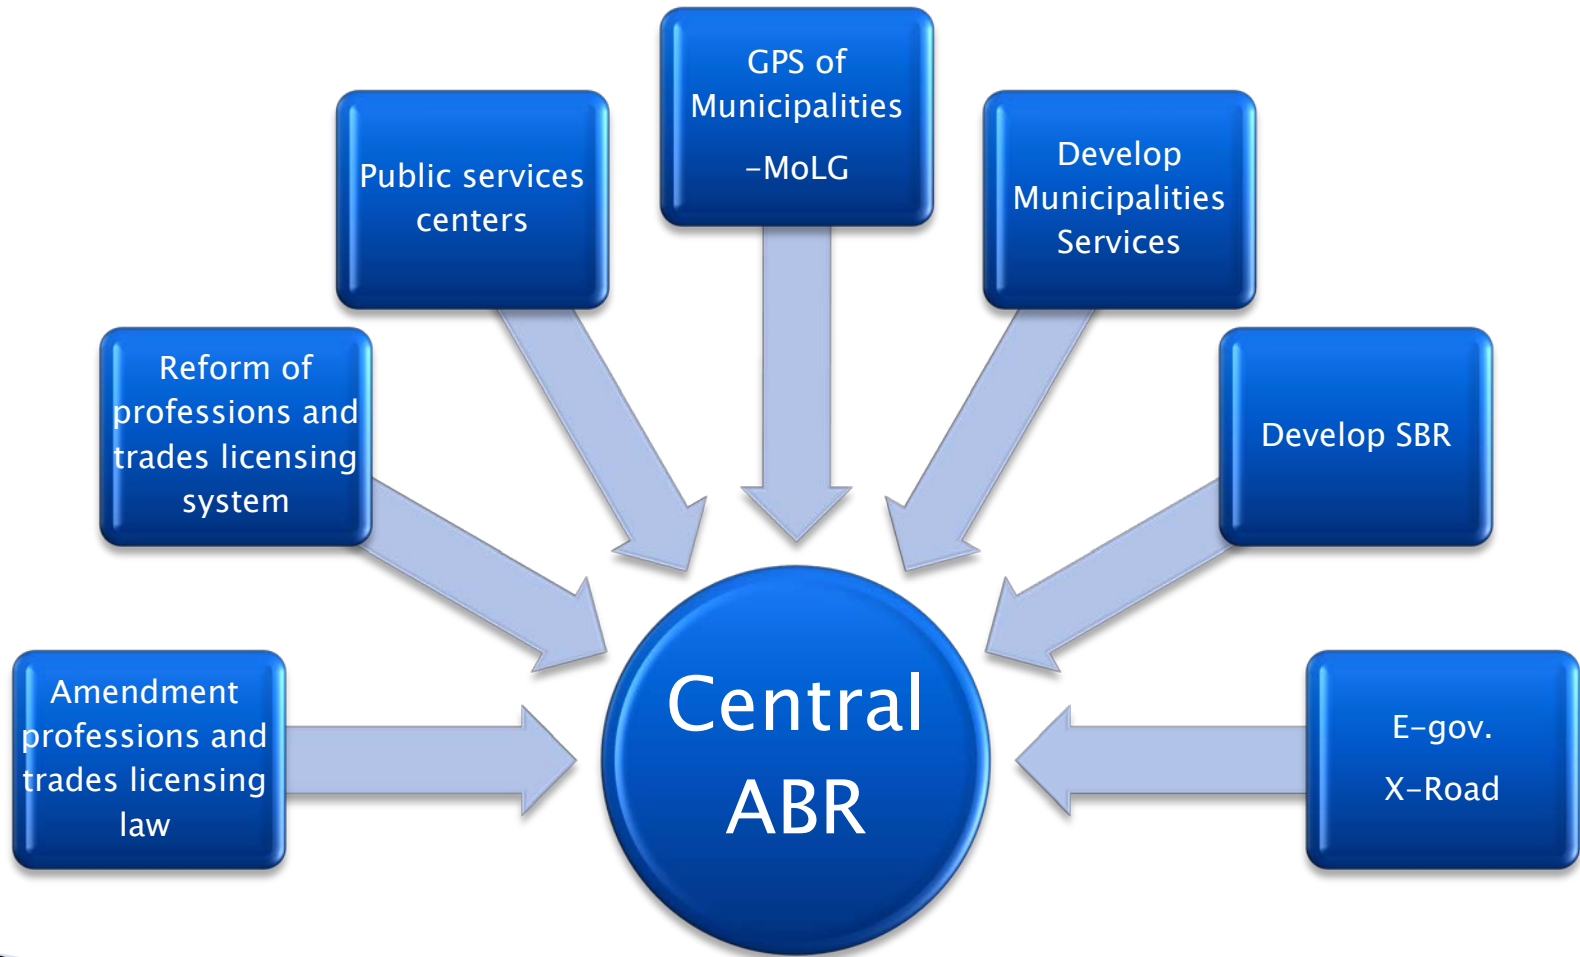 GPS of
Municipalities
-MoLG
Public services
centers
Develop
Municipalities
Services
Reform of
professions and
trades licensing
system
Develop SBR
Amendment
professions and
trades licensing
law
Central
ABR
E-gov.
X-Road